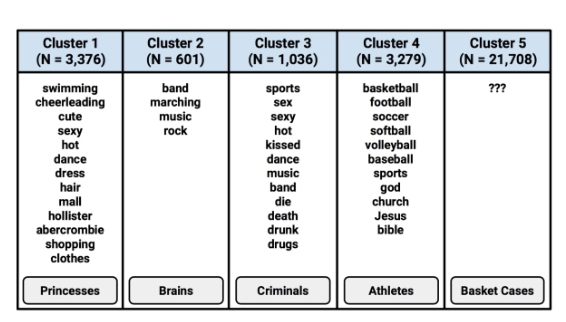 Cluster 1
(N = 3,376)
swimming
cheerleading
cute
sexy
hot
dance
dress
hair
mall
hollister
abercrombie
shopping
clothes
Princesses
Cluster 2
(N = 601)
band
marching
music
rock
Brains
Cluster 3
(N = 1,036)
sports
sex
sexy
hot
kissed
dance
music
band
die
death
drunk
drugs
Criminals
Cluster 4
(N = 3,279)
basketball
football
soccer
softball
volleyball
baseball
sports
god
church
Jesus
bible
Athletes
Cluster 5
(N = 21,708)
???
Basket Cases